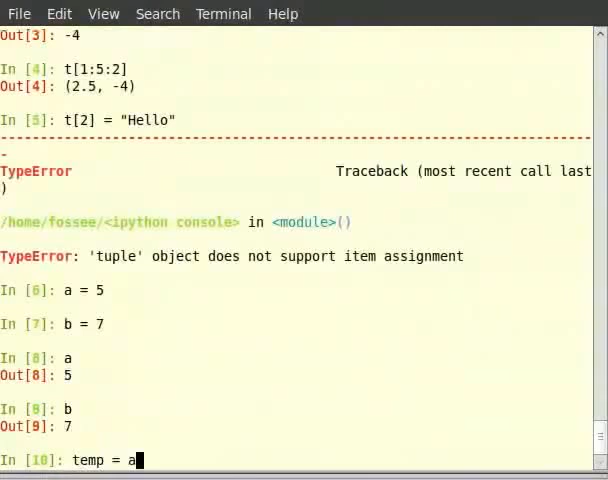 File Edit View Search Terminal Help
Out[3]: -4
In [4]: t[1:5:2]
Out[4]: (2.5, -4)
In [5]: t[2] = "Hello"
---------------------------------------------------------------------------
-
TypeError                                 Traceback (most recent call last
)
/home/fossee/<ipython console> in <module>()
TypeError: 'tuple' object does not support item assignment
In [6]: a = 5
In [7]: b = 7
In [8]: a
Out[8]: 5
In [9]: b
Out[9]: 7
In [10]: temp = a